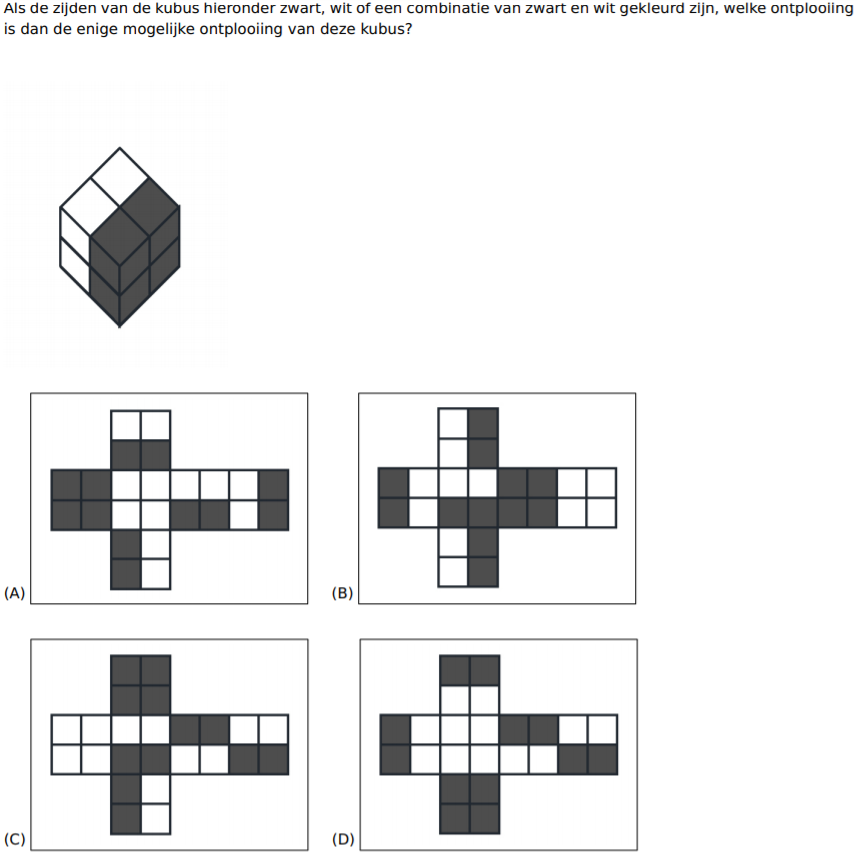 Als de zijden van de kubus hieronder zwart, wit of een combinatie van zwart en wit gekleurd zijn, welke ontplooiing
is dan de enige mogelijke ontplooiing van deze kubus?
(A)
(B)
(C)
(D)